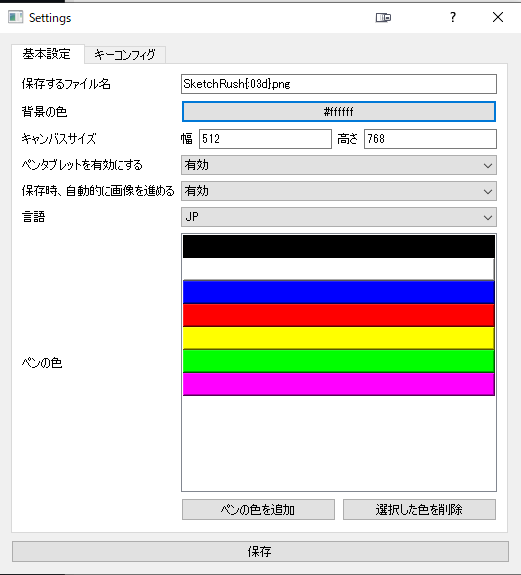 Settings
基本設定 キーコンフィグ
保存するファイル名 SketchRush{:03d}.png
背景の色 #ffffff
キャンバスサイズ 幅 512 高さ 768
ペンタブレットを有効にする 有効
保存時、自動的に画像を進める 有効
言語 JP
ペンの色
ペンの色を追加 選択した色を削除
保存